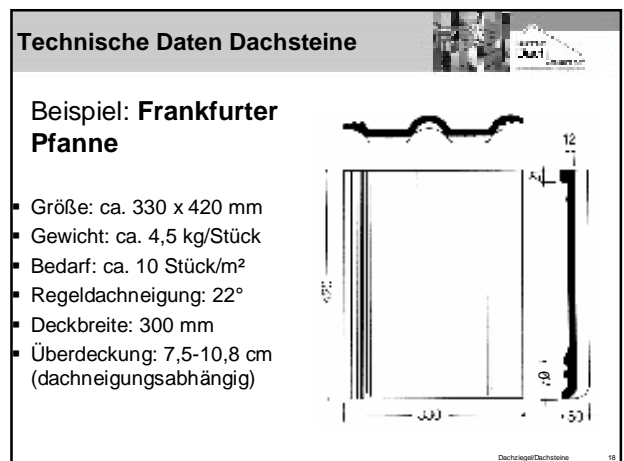 Technische Daten Dachsteine
Beispiel: Frankfurter
Pfanne
▪ Größe: ca. 330 x 420 mm
▪ Gewicht: ca. 4,5 kg/Stück
▪ Bedarf: ca. 10 Stück/m²
▪ Regeldachneigung: 22°
▪ Deckbreite: 300 mm
▪ Überdeckung: 7,5-10,8 cm
(dachneigungsabhängig)
12
330
Dachziegel/Dachsteine 18